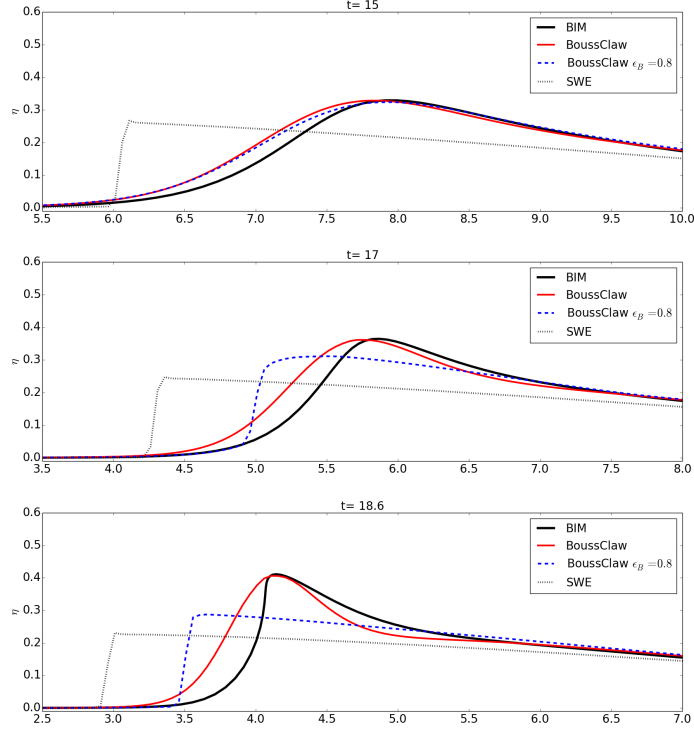 t= 15
0.6
0.5
0.4
0.3
0.2
0.1
0.0
η
BIM
BoussClaw
BoussClaw ϵ_B =0.8
SWE
5.5 6.0 6.5 7.0 7.5 8.0 8.5 9.0 9.5 10.0
t= 17
0.6
0.5
0.4
0.3
0.2
0.1
0.0
η
BIM
BoussClaw
BoussClaw ϵ_B =0.8
SWE
3.5 4.0 4.5 5.0 5.5 6.0 6.5 7.0 7.5 8.0
t= 18.6
0.6
0.5
0.4
0.3
0.2
0.1
0.0
η
BIM
BoussClaw
BoussClaw ϵ_B =0.8
SWE
2.5 3.0 3.5 4.0 4.5 5.0 5.5 6.0 6.5 7.0